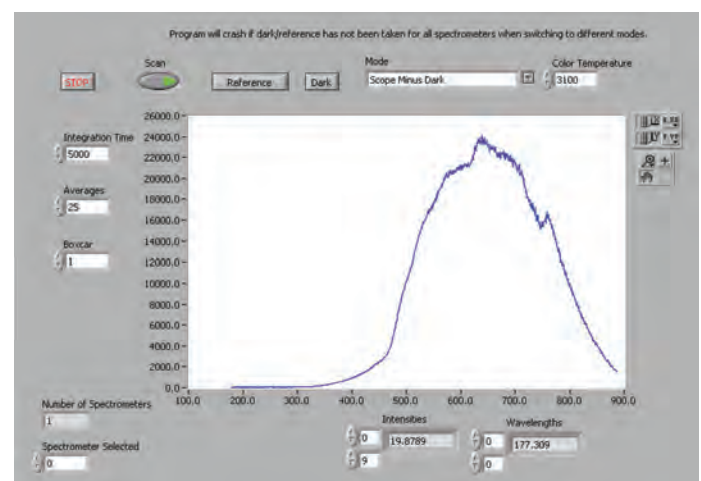 Program will crash if dark/reference has not been taken for all spectrometers when switching to different modes.
STOP
Scan
Reference
Dark
Mode
Scope Minus Dark
Color Temperature
3100
Integration Time
5000
Averages
25
Boxcar
1
26000.0
24000.0
22000.0
20000.0
18000.0
16000.0
14000.0
12000.0
10000.0
8000.0
6000.0
4000.0
2000.0
0.0
100.0 200.0 300.0 400.0 500.0 600.0 700.0 800.0 900.0
Number of Spectrometers
1
Spectrometer Selected
0
Intensities
0 19.8789
9
Wavelengths
0 177.309
0